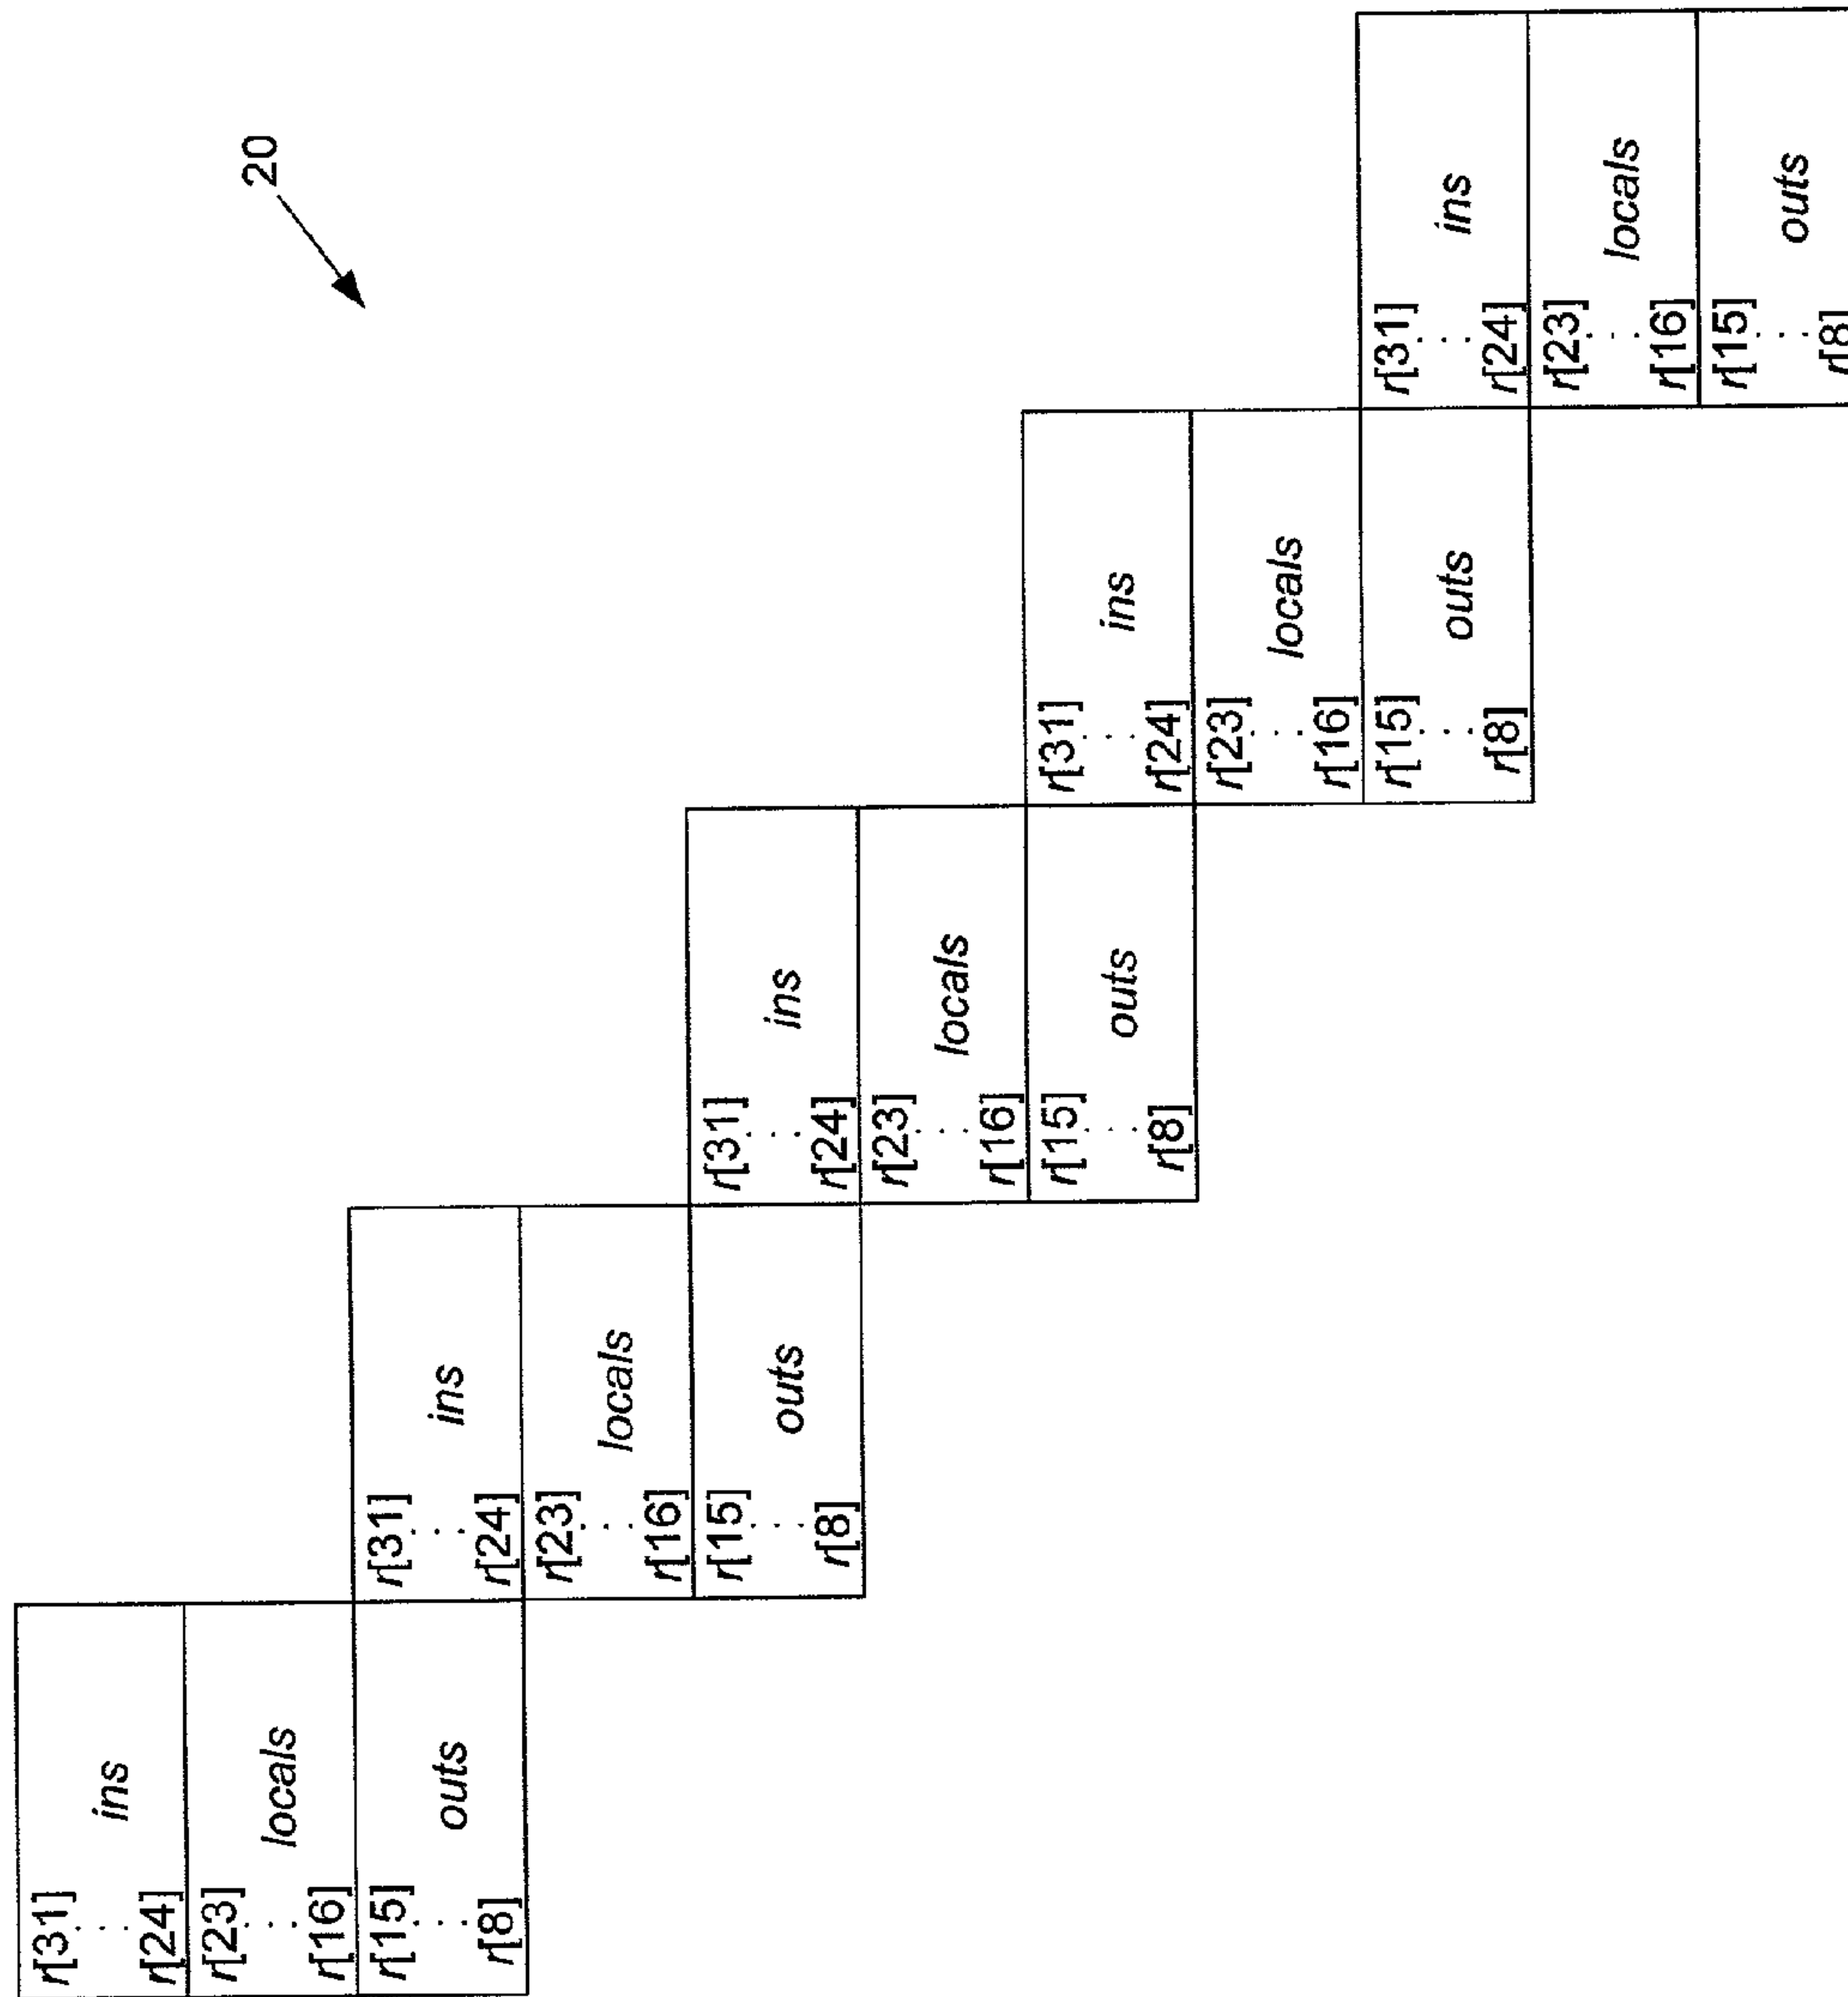 20
r[31]
⋮ ins
r[24]
r[23]
⋮ locals
r[16]
r[15]
⋮ outs
r[8]
r[31]
⋮ ins
r[24]
r[23]
⋮ locals
r[16]
r[15]
⋮ outs
r[8]
r[31]
⋮ ins
r[24]
r[23]
⋮ locals
r[16]
r[15]
⋮ outs
r[8]
r[31]
⋮ ins
r[24]
r[23]
⋮ locals
r[16]
r[15]
⋮ outs
r[8]
r[31]
⋮ ins
r[24]
r[23]
⋮ locals
r[16]
r[15]
⋮ outs
r[8]